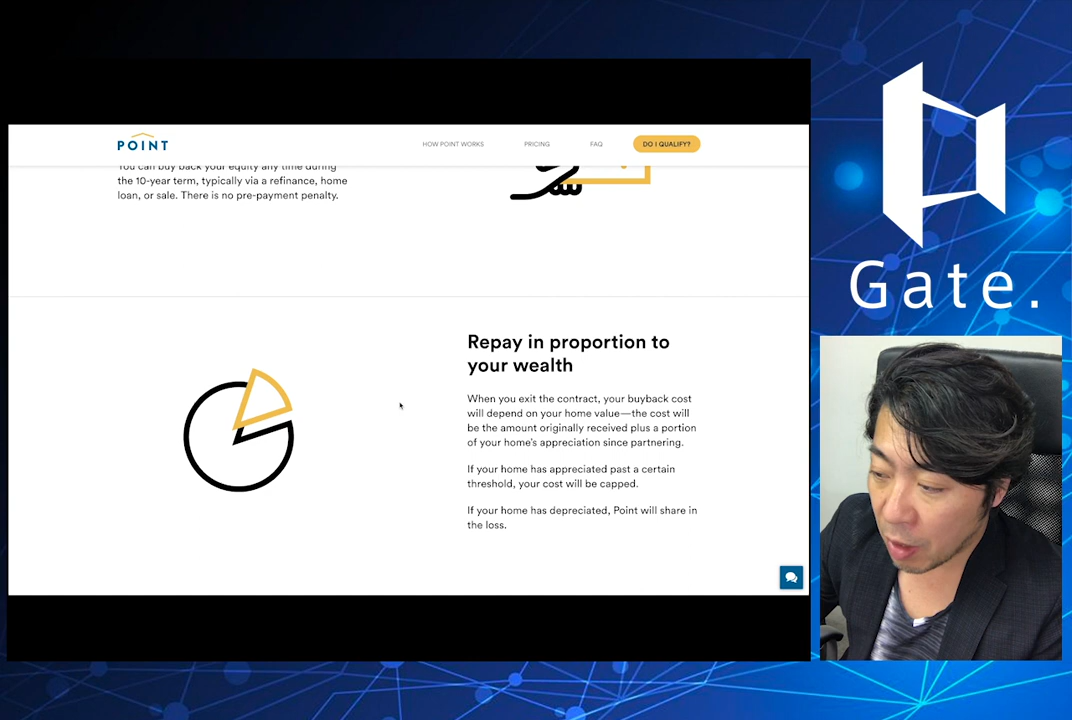 POINT
HOW POINT WORKS
PRICING
FAQ
DO I QUALIFY?
You can buy back your equity any time during
the 10-year term, typically via a refinance, home
loan, or sale. There is no pre-payment penalty.
Repay in proportion to
your wealth
When you exit the contract, your buyback cost
will depend on your home value—the cost will
be the amount originally received plus a portion
of your home's appreciation since partnering.
If your home has appreciated past a certain
threshold, your cost will be capped.
If your home has depreciated, Point will share in
the loss.
Gate.